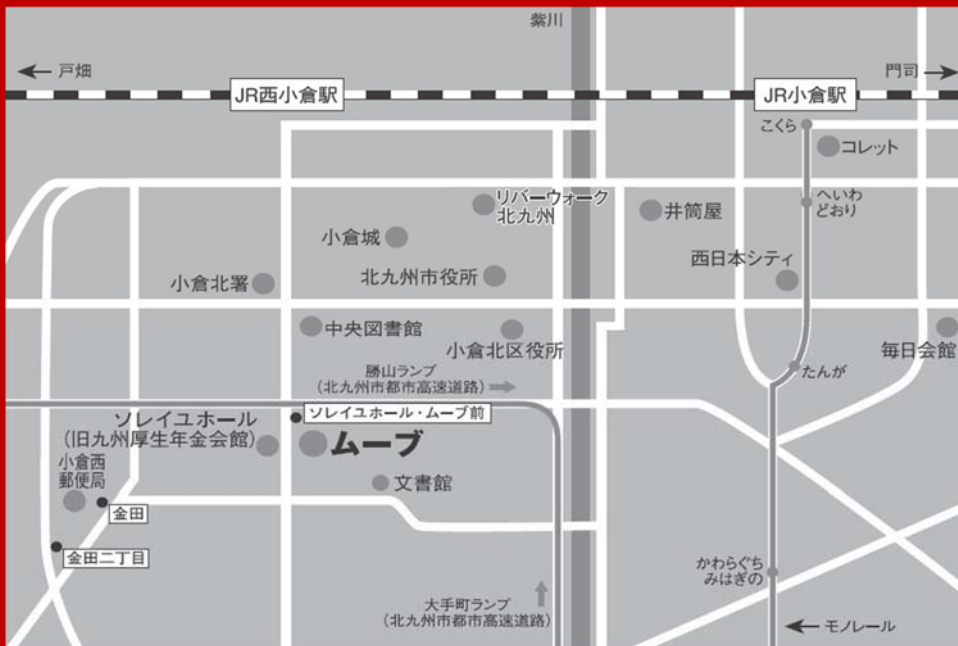 紫川
戸畑
門司
JR西小倉駅
JR小倉駅
こくら
コレット
へいわ
どおり
リバーウォーク
北九州
井筒屋
小倉城
西日本シティ
小倉北署
北九州市役所
中央図書館
小倉北区役所
毎日会館
勝山ランプ
(北九州市都市高速道路)
たんが
ソレイユホール
(旧九州厚生年金会館)
ソレイユホール・ムーブ前
ムーブ
小倉西
郵便局
文書館
金田
金田二丁目
かわらぐち
みはぎの
大手町ランプ
(北九州市都市高速道路)
モノレール